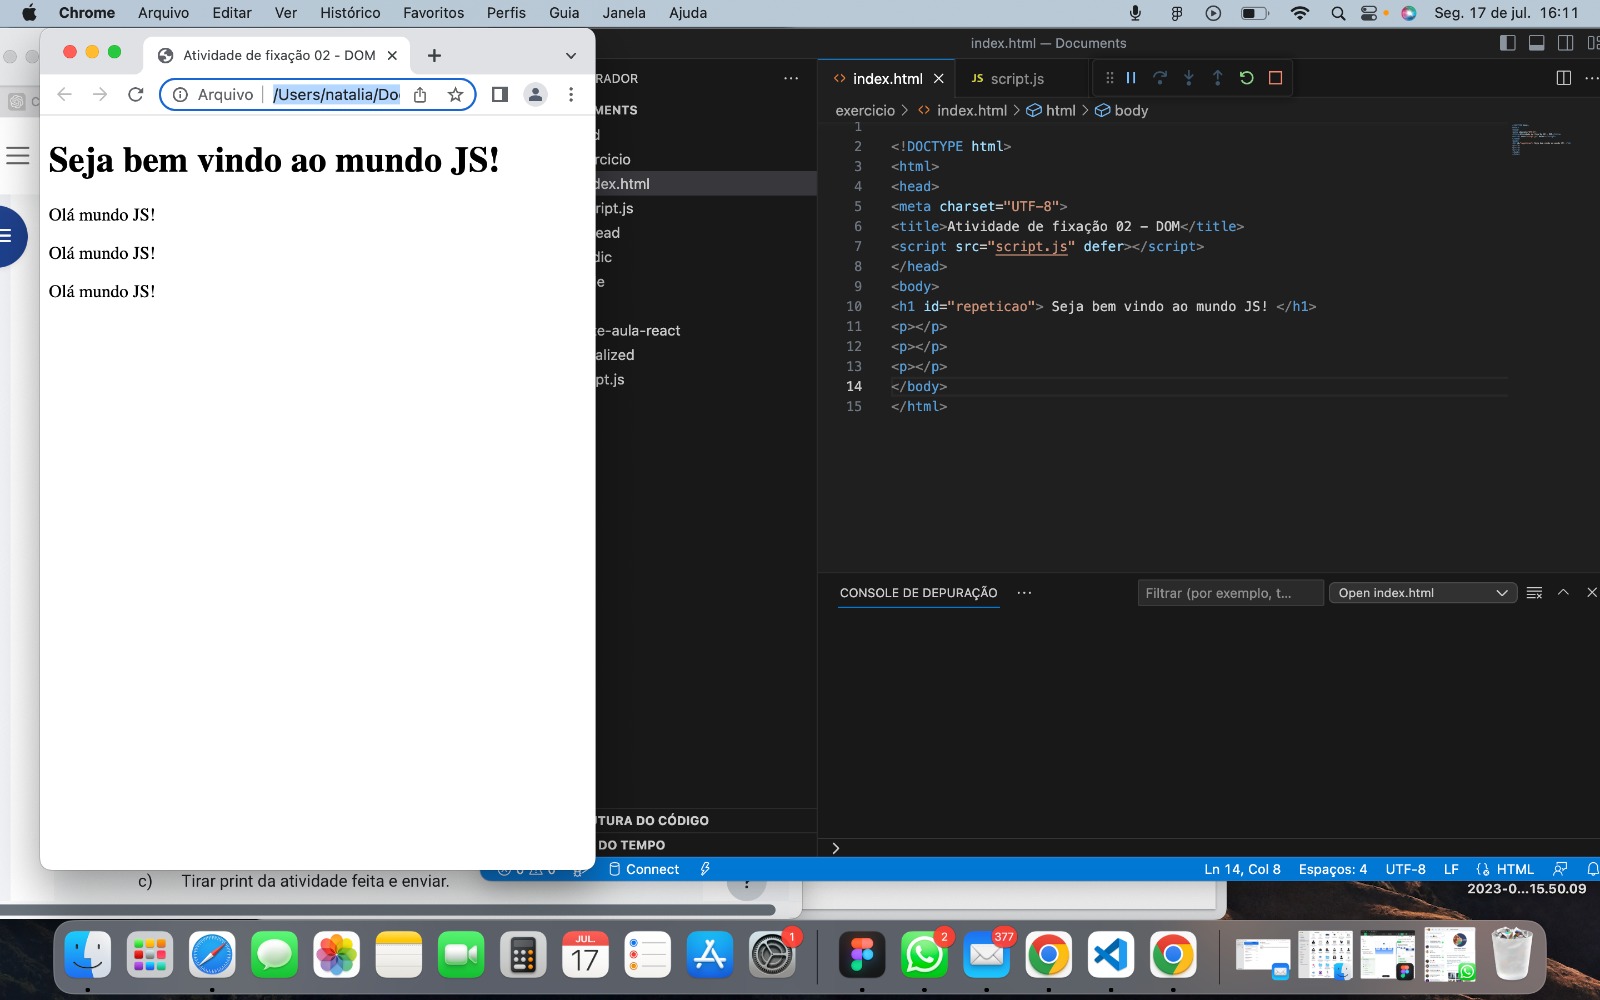 Chrome Arquivo Editar Ver Histórico Favoritos Perfis Guia Janela Ajuda Seg. 17 de jul. 16:11
Atividade de fixação 02 - DOM
Arquivo /Users/natalia/Do
Seja bem vindo ao mundo JS!
Olá mundo JS!
Olá mundo JS!
Olá mundo JS!
index.html — Documents
RADOR
MENTS
rcicio
dex.html
ript.js
ead
dic
e
te-aula-react
alized
pt.js
TURA DO CÓDIGO
DO TEMPO
index.html JS script.js
exercicio > index.html > html > body
1
2 <!DOCTYPE html>
3 <html>
4 <head>
5 <meta charset="UTF-8">
6 <title>Atividade de fixação 02 - DOM</title>
7 <script src="script.js" defer></script>
8 </head>
9 <body>
10 <h1 id="repeticao"> Seja bem vindo ao mundo JS! </h1>
11 <p></p>
12 <p></p>
13 <p></p>
14 </body>
15 </html>
CONSOLE DE DEPURAÇÃO Filtrar (por exemplo, t... Open index.html
>
Connect Ln 14, Col 8 Espaços: 4 UTF-8 LF HTML
c) Tirar print da atividade feita e enviar. ?
2023-0...15.50.09
JUL.
17
1
2
377